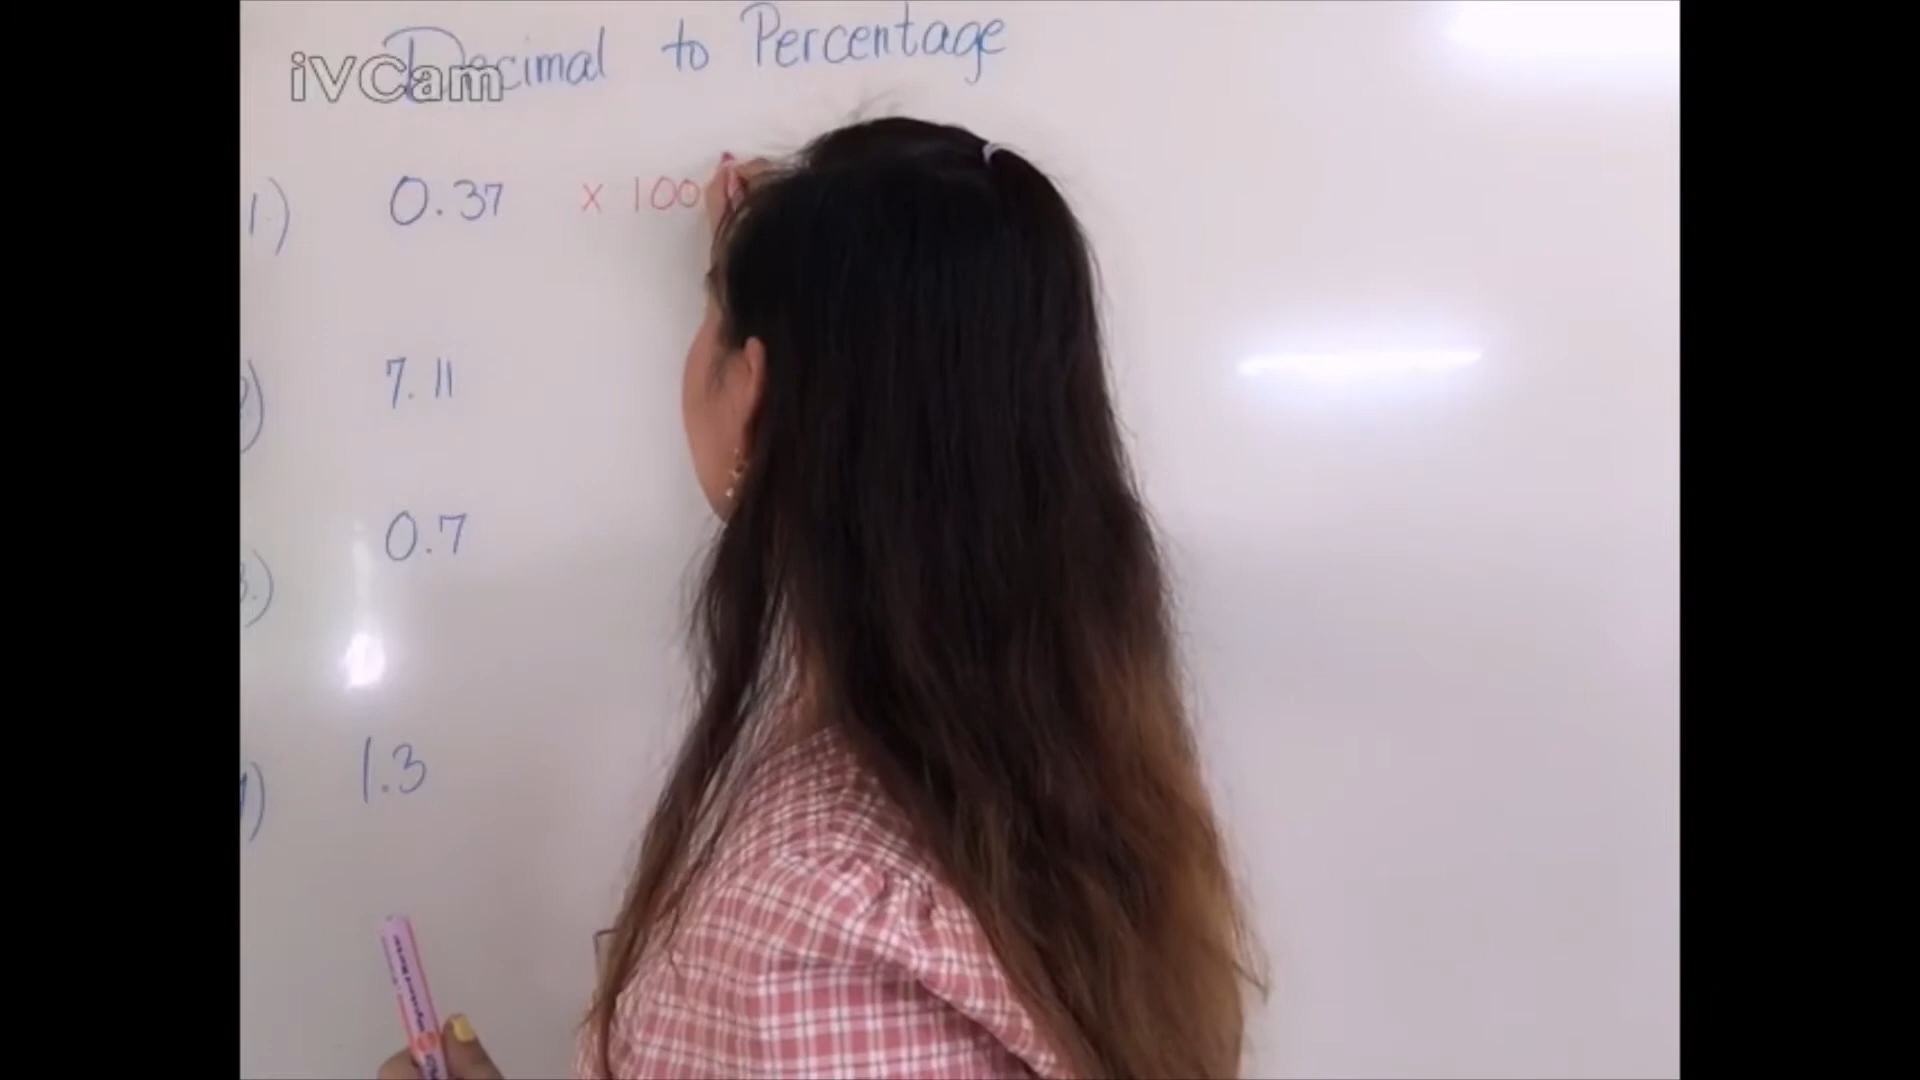 Decimal to Percentage
iVCam
1.) 0.37 x 100
2.) 7.11
3.) 0.7
4) 1.3